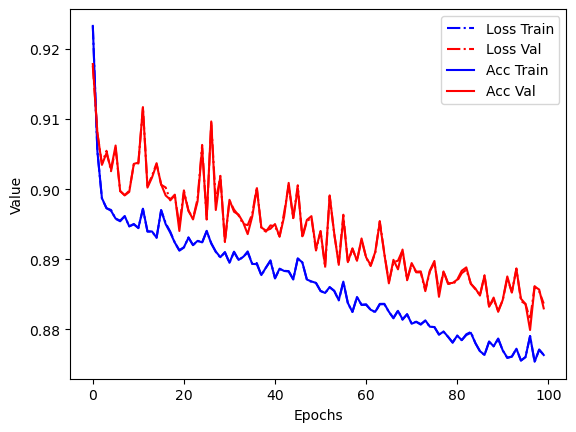 0.92
0.91
0.90
0.89
0.88
Value
0
20
40
60
80
100
Epochs
Loss Train
Loss Val
Acc Train
Acc Val